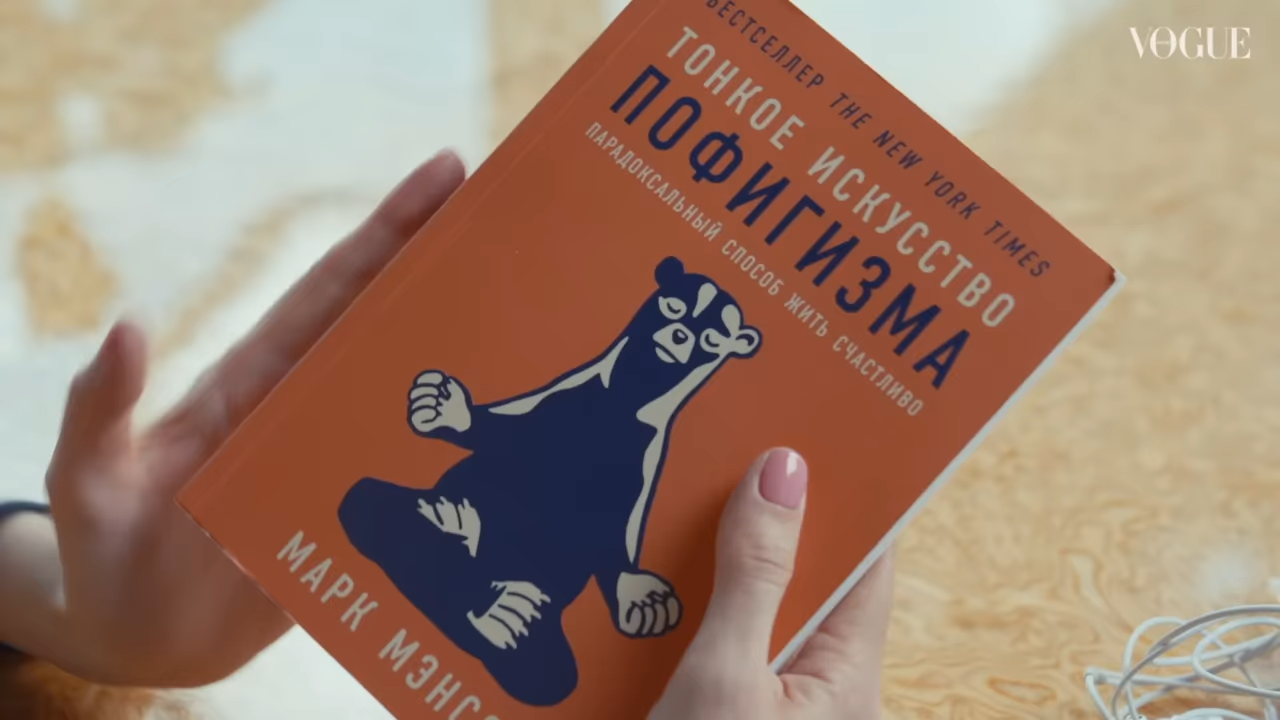 БЕСТСЕЛЛЕР THE NEW YORK TIMES
ТОНКОЕ ИСКУССТВО
ПОФИГИЗМА
ПАРАДОКСАЛЬНЫЙ СПОСОБ ЖИТЬ СЧАСТЛИВО
МАРК
VOGUE